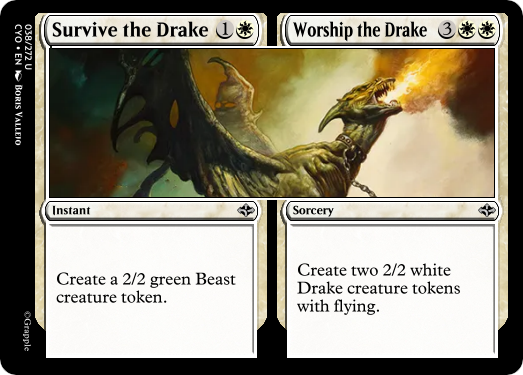 Survive the Drake 1
Worship the Drake 3
Instant
Sorcery
Create a 2/2 green Beast
creature token.
Create two 2/2 white
Drake creature tokens
with flying.
038/272 U
CYO • EN BORIS VALLEJO
©Grapple